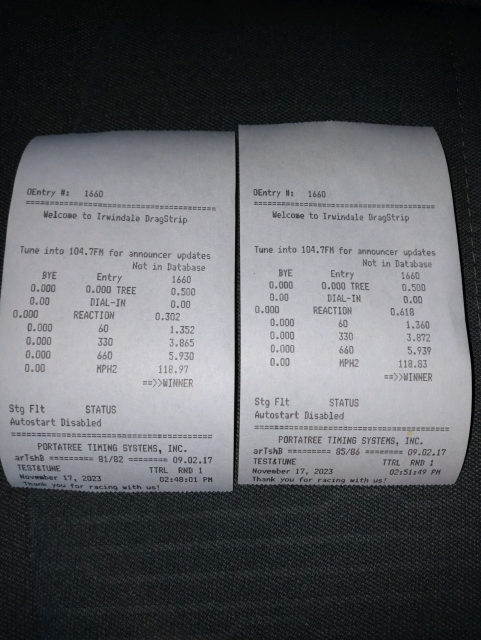 OEntry #: 1660
========================================
Welcome to Irwindale DragStrip
Tune into 104.7FM for announcer updates
Not in Database
BYE Entry 1660
0.000 0.000 TREE 0.500
0.00 DIAL-IN 0.00
0.000 REACTION 0.302
0.000 60 1.352
0.000 330 3.865
0.000 660 5.930
0.00 MPH2 118.97
==>>WINNER
Stg Flt STATUS
Autostart Disabled
========================================
PORTATREE TIMING SYSTEMS, INC.
arTshB ======== 81/82 ======== 09.02.17
TEST&TUNE TTRL RND 1
November 17, 2023 02:48:01 PM
Thank you for racing with us!
OEntry #: 1660
========================================
Welcome to Irwindale DragStrip
Tune into 104.7FM for announcer updates
Not in Database
BYE Entry 1660
0.000 0.000 TREE 0.500
0.00 DIAL-IN 0.00
0.000 REACTION 0.618
0.000 60 1.360
0.000 330 3.872
0.000 660 5.939
0.00 MPH2 118.83
==>>WINNER
Stg Flt STATUS
Autostart Disabled
========================================
PORTATREE TIMING SYSTEMS, INC.
arTshB ======== 85/86 ======== 09.02.17
TEST&TUNE TTRL RND 1
November 17, 2023 02:51:49 PM
Thank you for racing with us!